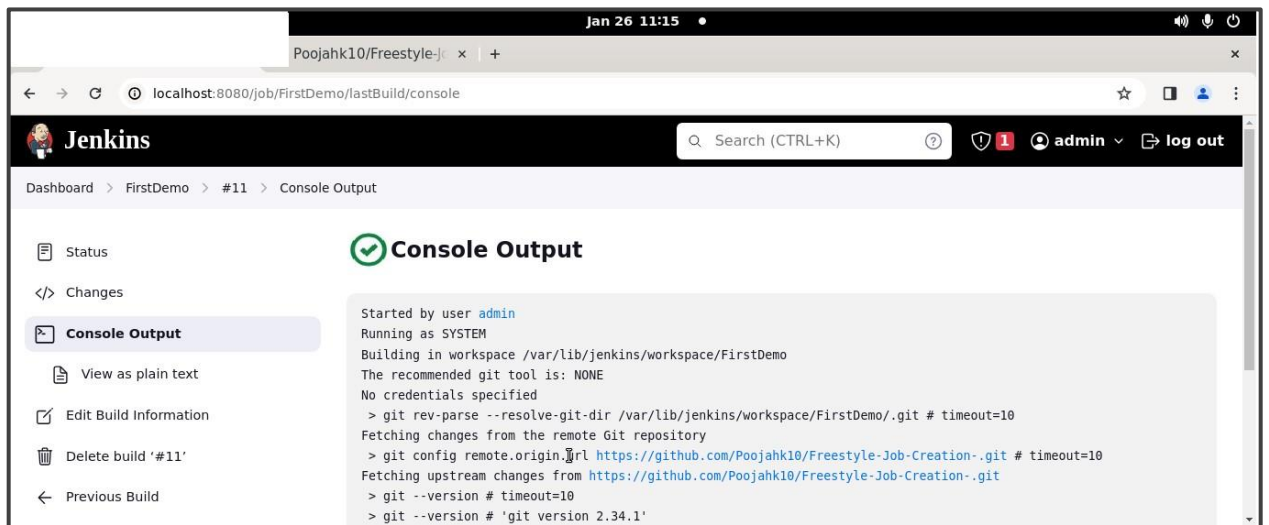 Jan 26 11:15
Poojahk10/Freestyle-Jo × +
localhost:8080/job/FirstDemo/lastBuild/console
Jenkins
Search (CTRL+K)
1
admin
log out
Dashboard > FirstDemo > #11 > Console Output
Status
Changes
Console Output
View as plain text
Edit Build Information
Delete build ‘#11’
Previous Build
Console Output
Started by user admin
Running as SYSTEM
Building in workspace /var/lib/jenkins/workspace/FirstDemo
The recommended git tool is: NONE
No credentials specified
> git rev-parse --resolve-git-dir /var/lib/jenkins/workspace/FirstDemo/.git # timeout=10
Fetching changes from the remote Git repository
> git config remote.origin.url https://github.com/Poojahk10/Freestyle-Job-Creation-.git # timeout=10
Fetching upstream changes from https://github.com/Poojahk10/Freestyle-Job-Creation-.git
> git --version # timeout=10
> git --version # 'git version 2.34.1'